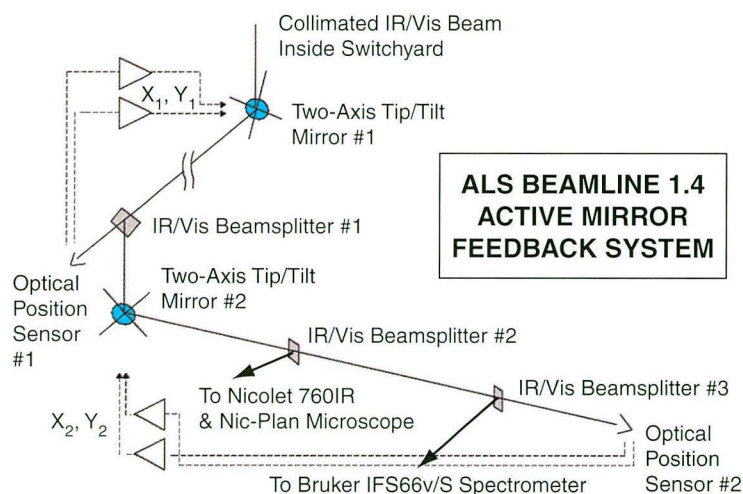 Collimated IR/Vis Beam
Inside Switchyard
X1, Y1
Two-Axis Tip/Tilt
Mirror #1
ALS BEAMLINE 1.4
ACTIVE MIRROR
FEEDBACK SYSTEM
IR/Vis Beamsplitter #1
Optical
Position
Sensor
#1
Two-Axis Tip/Tilt
Mirror #2
IR/Vis Beamsplitter #2
To Nicolet 760IR
& Nic-Plan Microscope
IR/Vis Beamsplitter #3
X2, Y2
Optical
Position
Sensor #2
To Bruker IFS66v/S Spectrometer